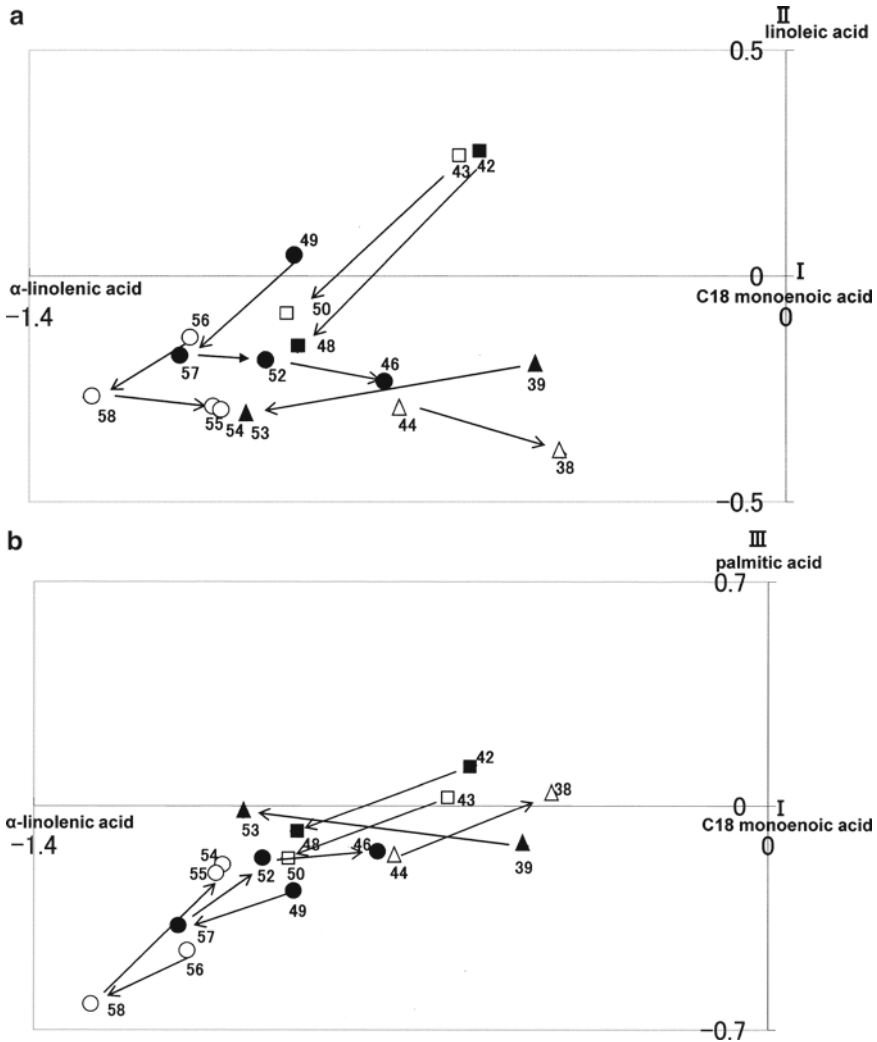 a
II
linoleic acid
0.5
43 42
49
0
I
α-linolenic acid
C18 monoenoic acid
−1.4
0
50
56
48
57
52
46
39
58
55 54 53
44
38
−0.5
b
III
palmitic acid
0.7
42
38
43
0
I
α-linolenic acid
C18 monoenoic acid
−1.4
0
53
48
46
54
55
52
50
44
39
49
57
56
58
−0.7